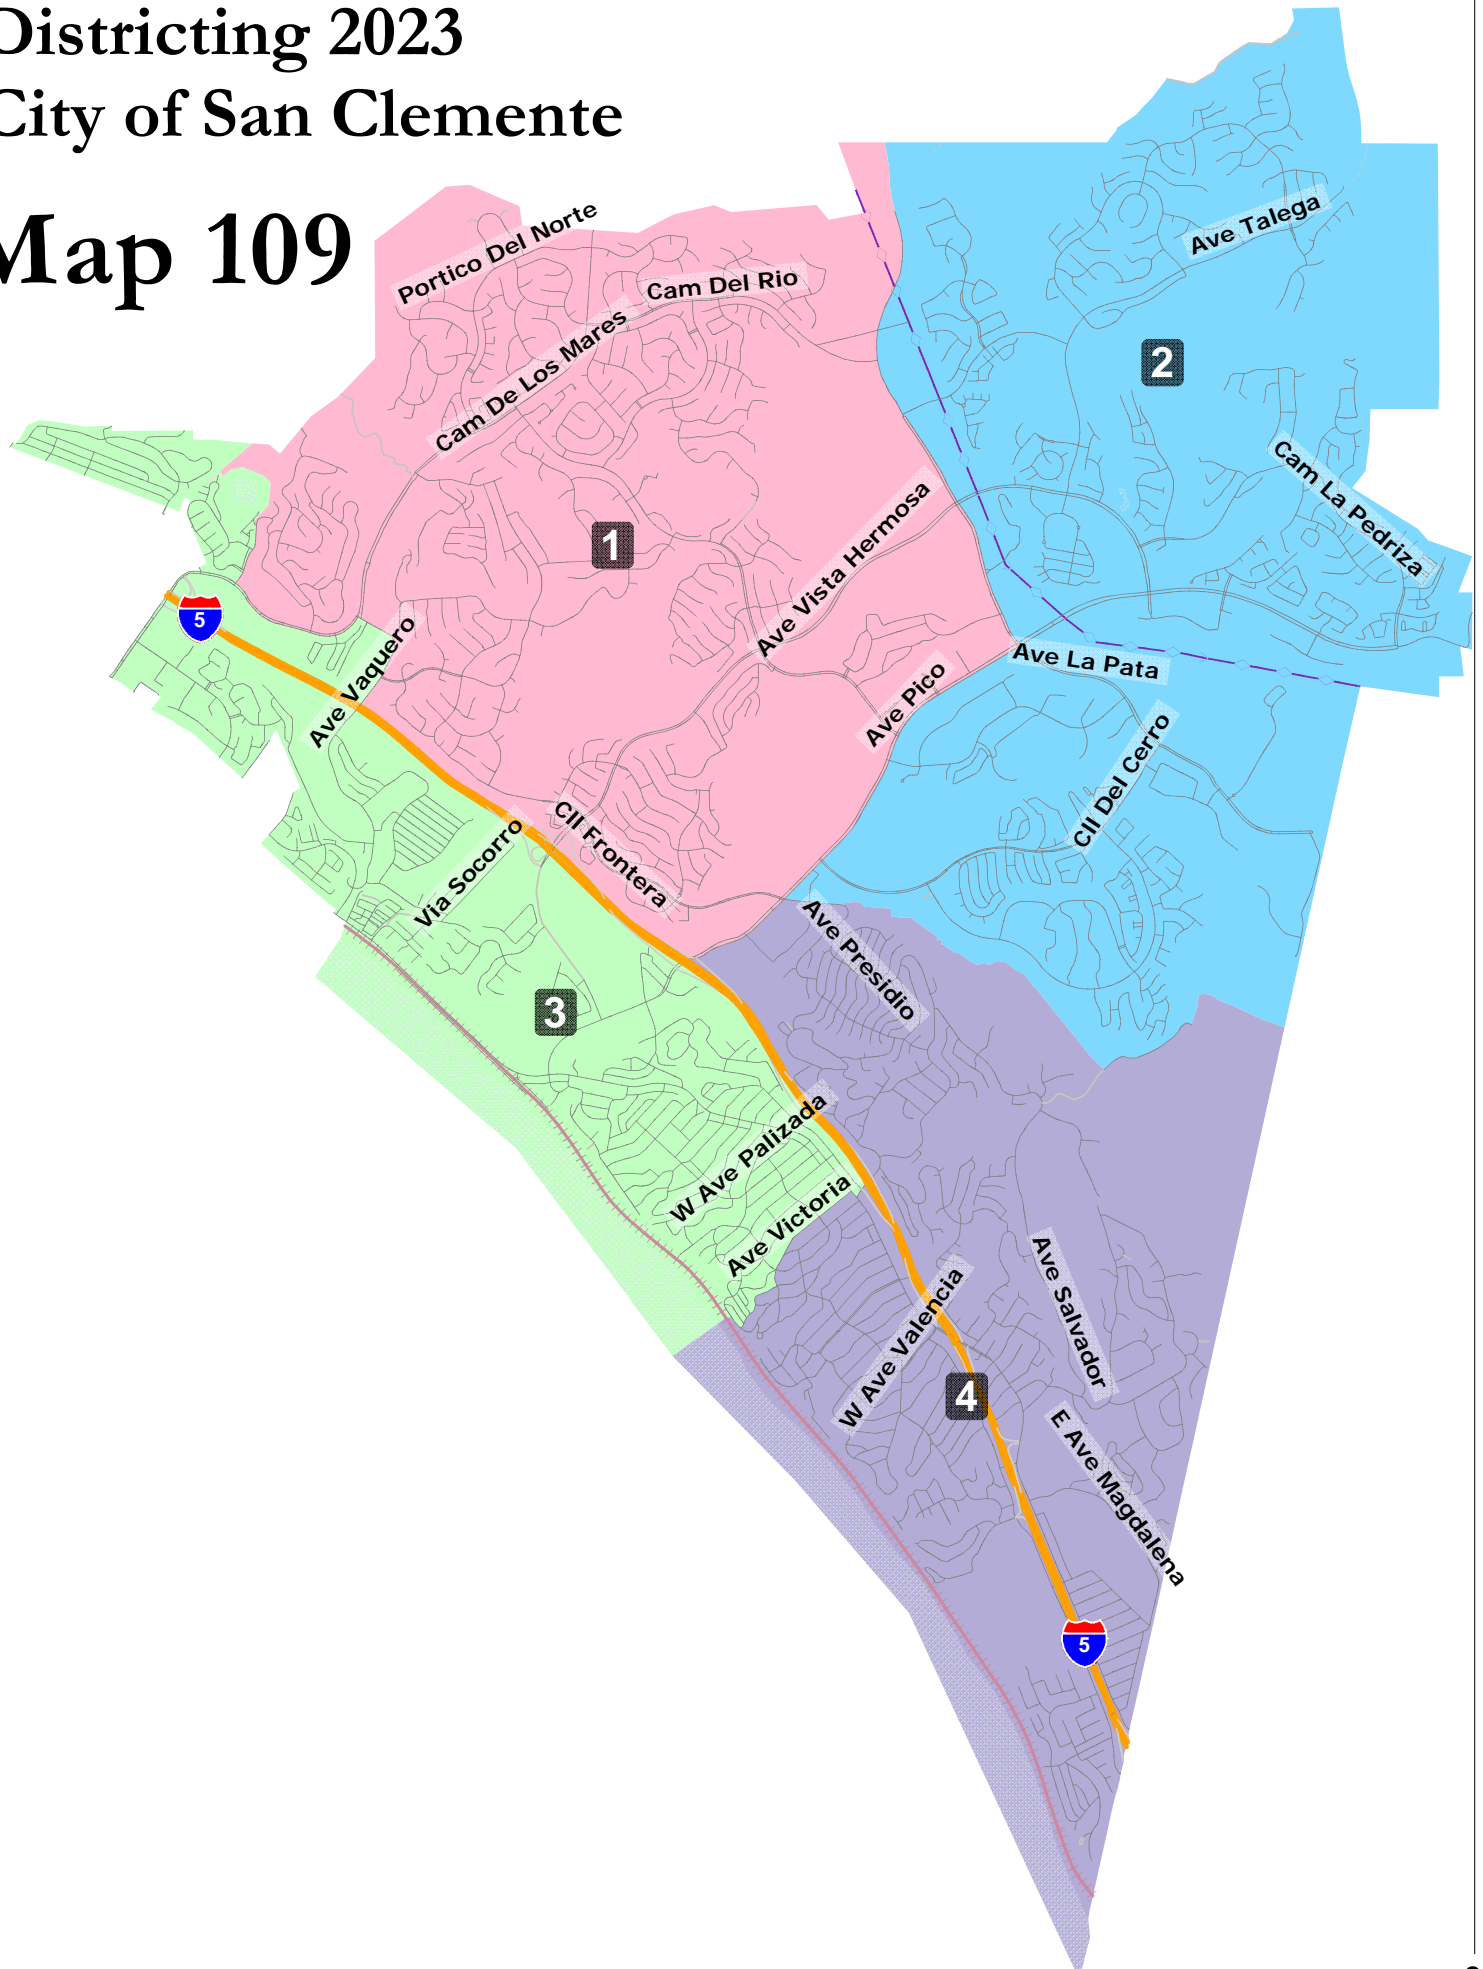 Districting 2023
City of San Clemente
Map 109
Portico Del Norte
Cam Del Rio
Cam De Los Mares
Ave Talega
2
Cam La Pedriza
1
Ave Vista Hermosa
5
Ave Vaquero
Ave La Pata
Ave Pico
Cll Del Cerro
Cll Frontera
Via Socorro
Ave Presidio
3
W Ave Palizada
Ave Victoria
W Ave Valencia
Ave Salvador
4
E Ave Magdalena
5